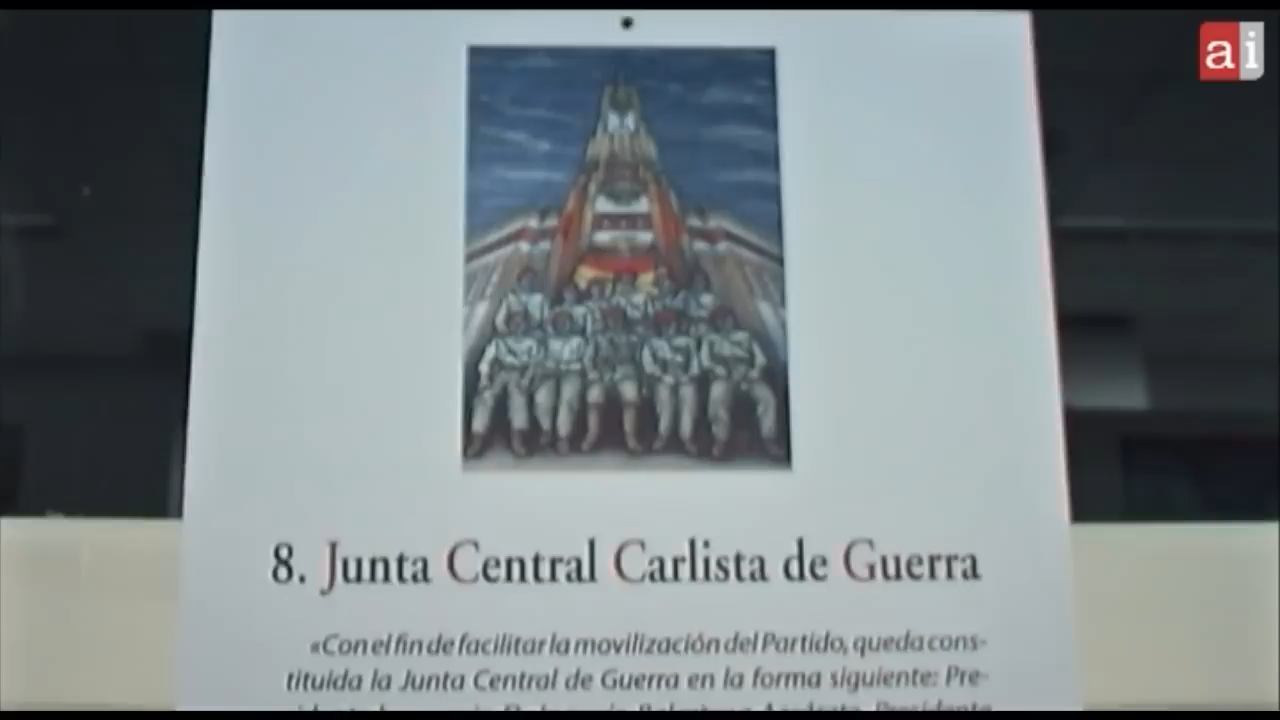 ai
8. Junta Central Carlista de Guerra
«Con el fin de facilitar la movilización del Partido, queda cons-
tituida la Junta Central de Guerra en la forma siguiente: Pre-